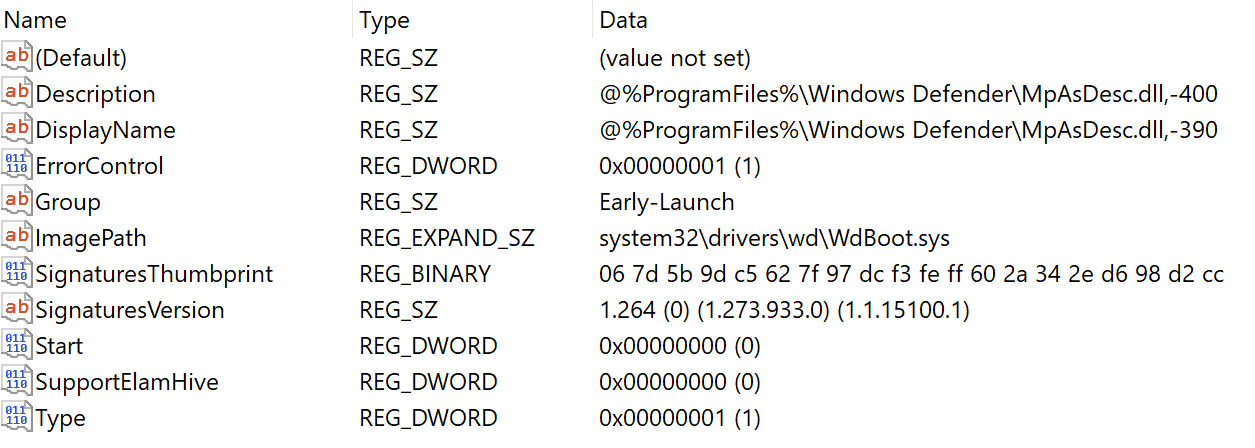 Name Type Data
(Default) REG_SZ (value not set)
Description REG_SZ @%ProgramFiles%\Windows Defender\MpAsDesc.dll,-400
DisplayName REG_SZ @%ProgramFiles%\Windows Defender\MpAsDesc.dll,-390
ErrorControl REG_DWORD 0x00000001 (1)
Group REG_SZ Early-Launch
ImagePath REG_EXPAND_SZ system32\drivers\wd\WdBoot.sys
SignaturesThumbprint REG_BINARY 06 7d 5b 9d c5 62 7f 97 dc f3 fe ff 60 2a 34 2e d6 98 d2 cc
SignaturesVersion REG_SZ 1.264 (0) (1.273.933.0) (1.1.15100.1)
Start REG_DWORD 0x00000000 (0)
SupportElamHive REG_DWORD 0x00000000 (0)
Type REG_DWORD 0x00000001 (1)